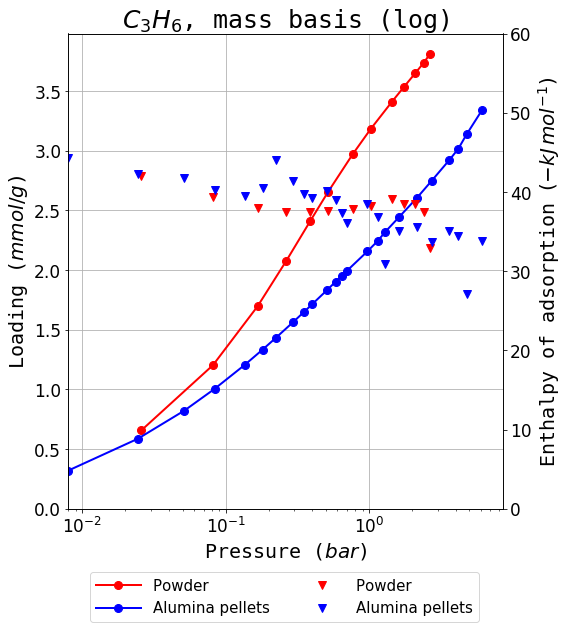 C₃H₆, mass basis (log)
Loading (mmol/g)
3.5
3.0
2.5
2.0
1.5
1.0
0.5
0.0
60
50
40
30
20
10
0
Enthalpy of adsorption (−kJ mol⁻¹)
10⁻² 10⁻¹ 10⁰
Pressure (bar)
Powder Powder
Alumina pellets Alumina pellets